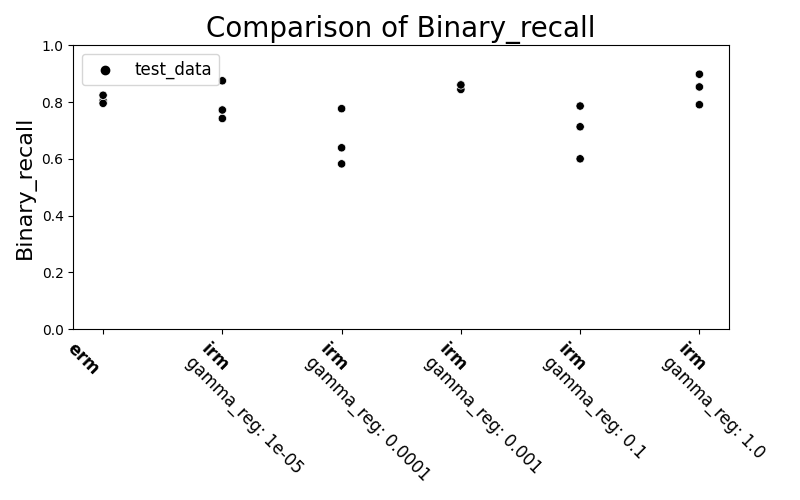 Comparison of Binary_recall
test_data
Binary_recall
1.0
0.8
0.6
0.4
0.2
0.0
erm
irm
gamma_reg: 1e-05
irm
gamma_reg: 0.0001
irm
gamma_reg: 0.001
irm
gamma_reg: 0.1
irm
gamma_reg: 1.0